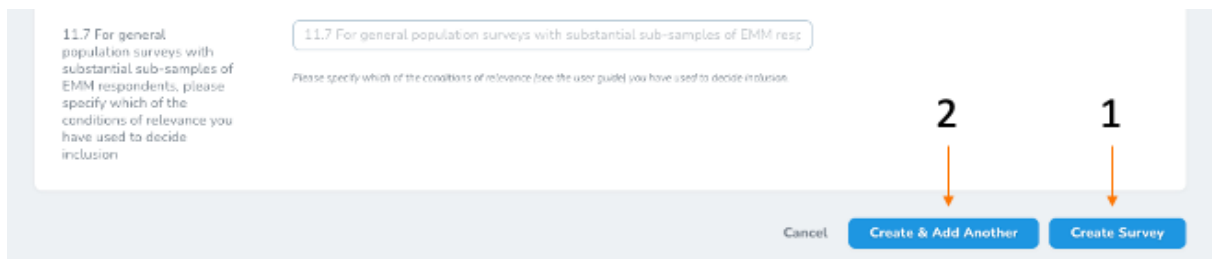 11.7 For general
population surveys with
substantial sub-samples of
EMM respondents, please
specify which of the
conditions of relevance you
have used to decide
inclusion
11.7 For general population surveys with substantial sub-samples of EMM resp
Please specify which of the conditions of relevance (see the user guide) you have used to decide inclusion.
2 1
Cancel Create & Add Another Create Survey